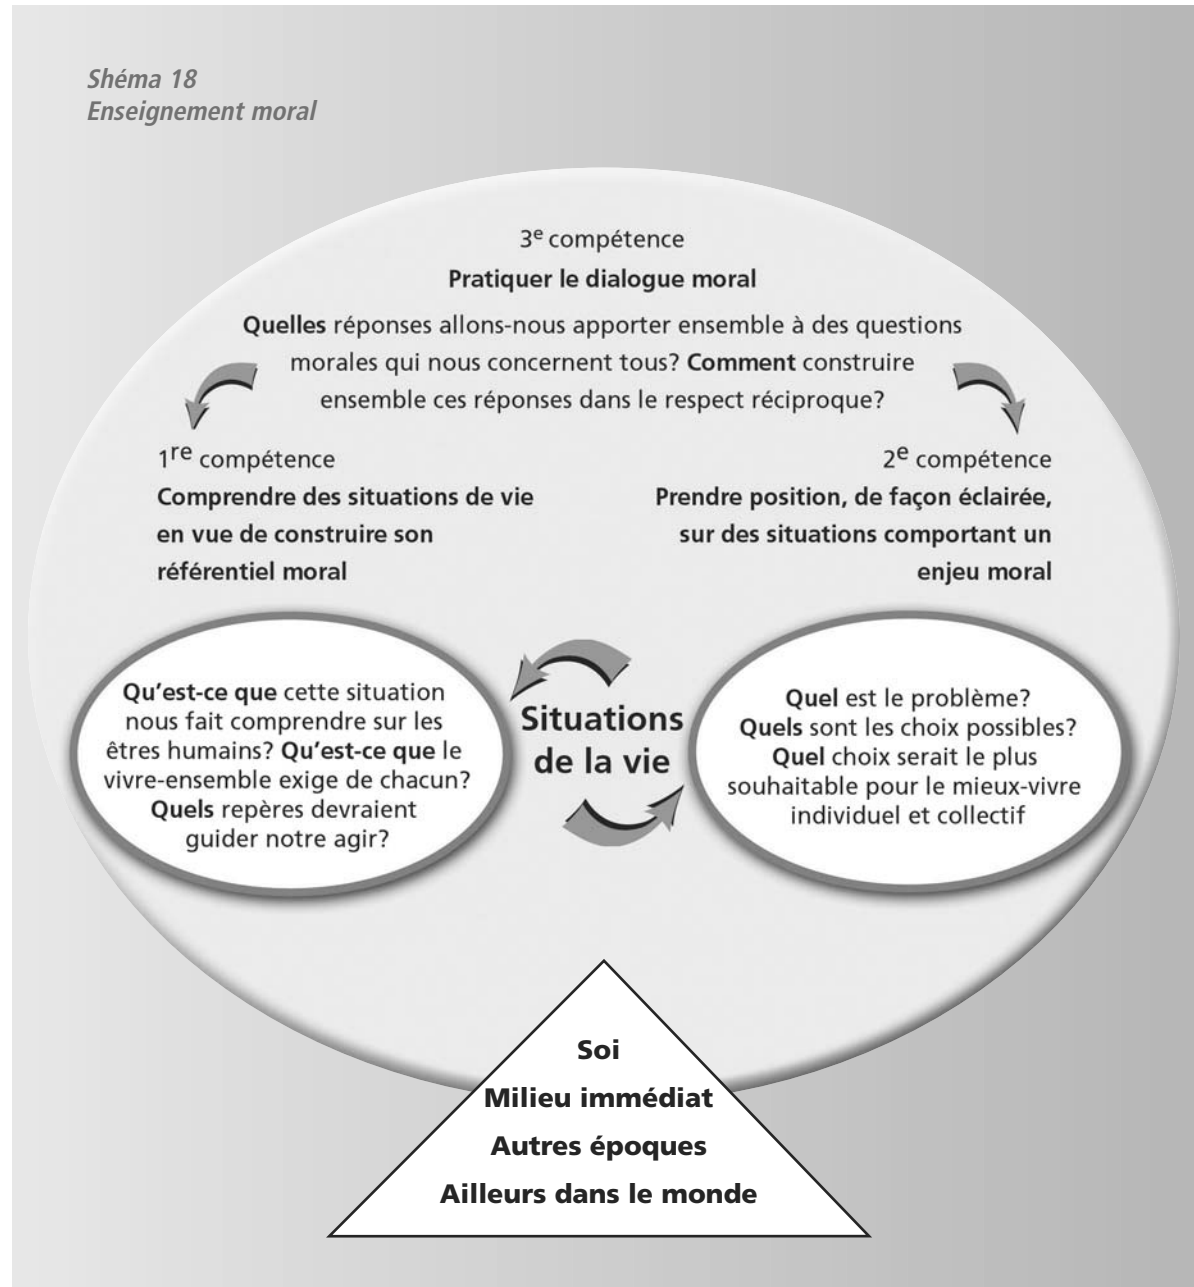 Shéma 18
Enseignement moral
3e compétence
Pratiquer le dialogue moral
Quelles réponses allons-nous apporter ensemble à des questions
morales qui nous concernent tous? Comment construire
ensemble ces réponses dans le respect réciproque?
1re compétence
Comprendre des situations de vie
en vue de construire son
référentiel moral
2e compétence
Prendre position, de façon éclairée,
sur des situations comportant un
enjeu moral
Qu'est-ce que cette situation
nous fait comprendre sur les
êtres humains? Qu'est-ce que le
vivre-ensemble exige de chacun?
Quels repères devraient
guider notre agir?
Situations
de la vie
Quel est le problème?
Quels sont les choix possibles?
Quel choix serait le plus
souhaitable pour le mieux-vivre
individuel et collectif
Soi
Milieu immédiat
Autres époques
Ailleurs dans le monde